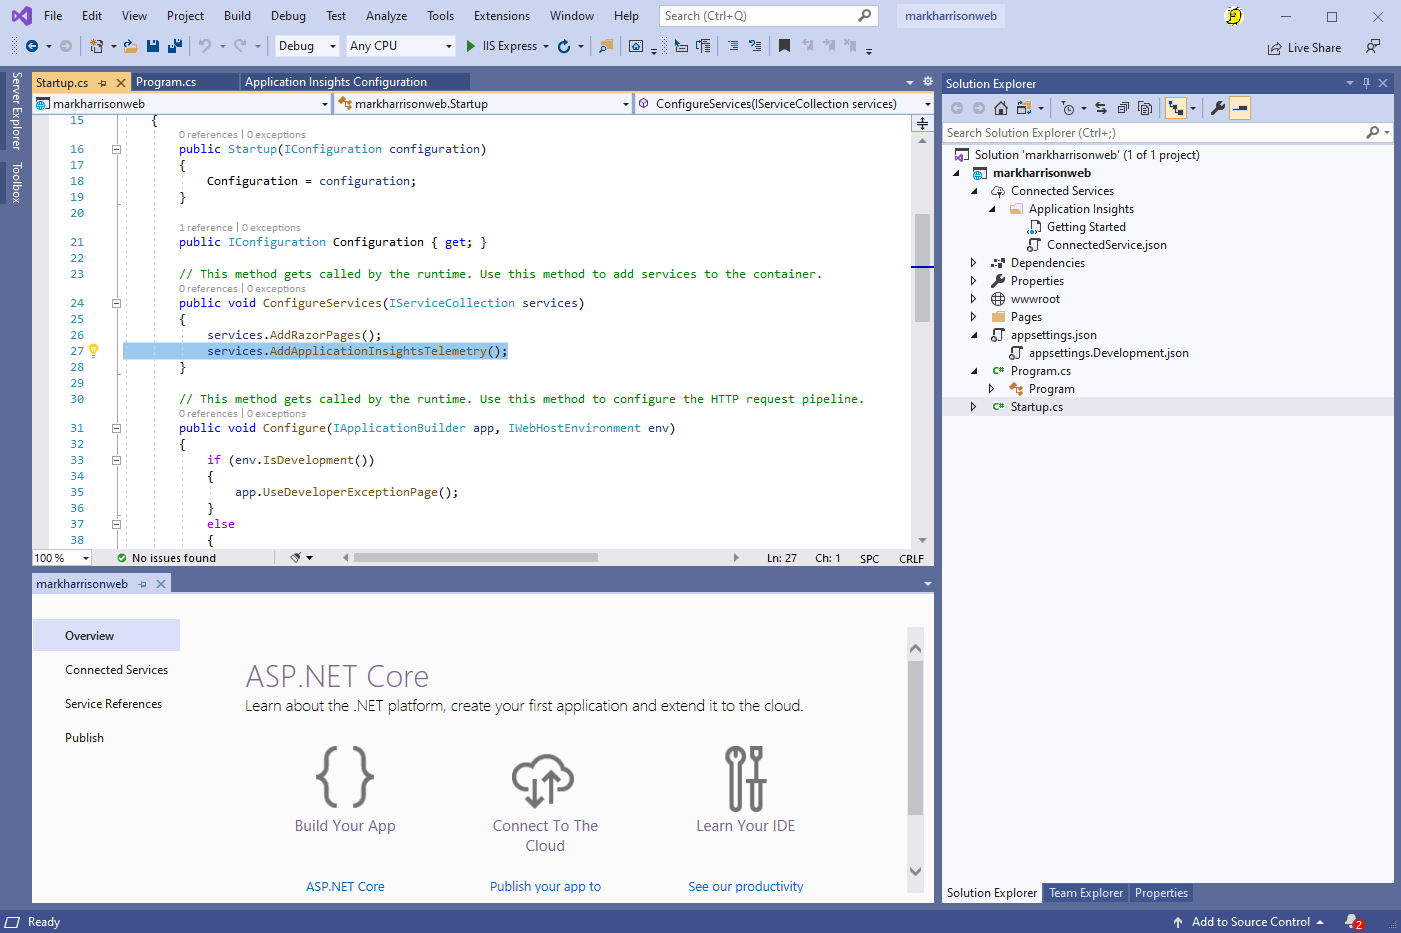 File Edit View Project Build Debug Test Analyze Tools Extensions Window Help Search (Ctrl+Q) markharrisonweb
Debug Any CPU IIS Express Live Share
Server Explorer
Toolbox
Startup.cs Program.cs Application Insights Configuration
markharrisonweb markharrisonweb.Startup ConfigureServices(IServiceCollection services)
15 {
0 references | 0 exceptions
16 public Startup(IConfiguration configuration)
17 {
18 Configuration = configuration;
19 }
20
1 reference | 0 exceptions
21 public IConfiguration Configuration { get; }
22
23 // This method gets called by the runtime. Use this method to add services to the container.
0 references | 0 exceptions
24 public void ConfigureServices(IServiceCollection services)
25 {
26 services.AddRazorPages();
27 services.AddApplicationInsightsTelemetry();
28 }
29
30 // This method gets called by the runtime. Use this method to configure the HTTP request pipeline.
0 references | 0 exceptions
31 public void Configure(IApplicationBuilder app, IWebHostEnvironment env)
32 {
33 if (env.IsDevelopment())
34 {
35 app.UseDeveloperExceptionPage();
36 }
37 else
38 {
100 % No issues found Ln: 27 Ch: 1 SPC CRLF
markharrisonweb
Overview
Connected Services
Service References
Publish
ASP.NET Core
Learn about the .NET platform, create your first application and extend it to the cloud.
Build Your App
Connect To The
Cloud
Learn Your IDE
ASP.NET Core
Publish your app to
See our productivity
Solution Explorer
Search Solution Explorer (Ctrl+;)
Solution 'markharrisonweb' (1 of 1 project)
markharrisonweb
Connected Services
Application Insights
Getting Started
ConnectedService.json
Dependencies
Properties
wwwroot
Pages
appsettings.json
appsettings.Development.json
C# Program.cs
Program
C# Startup.cs
Solution Explorer Team Explorer Properties
Ready Add to Source Control 2